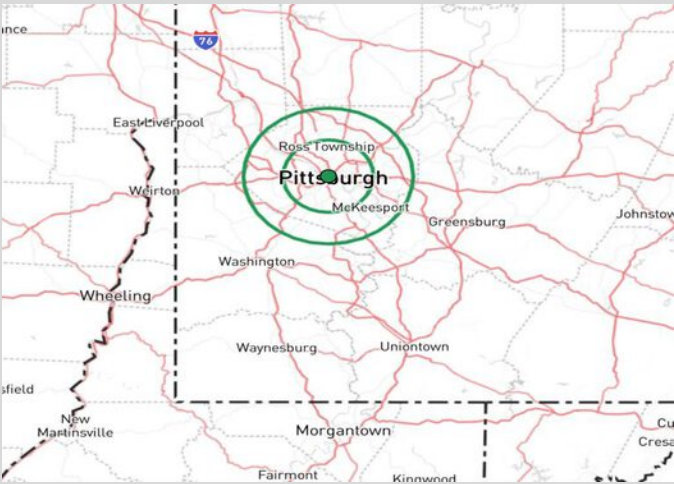 ance
76
East Liverpool
Ross Township
Pittsburgh
Weirton
McKeesport
Greensburg
Johnstow
Washington
Wheeling
Waynesburg
Uniontown
sfield
New
Martinsville
Morgantown
Cu
Cresa
Fairmont
Kingwood